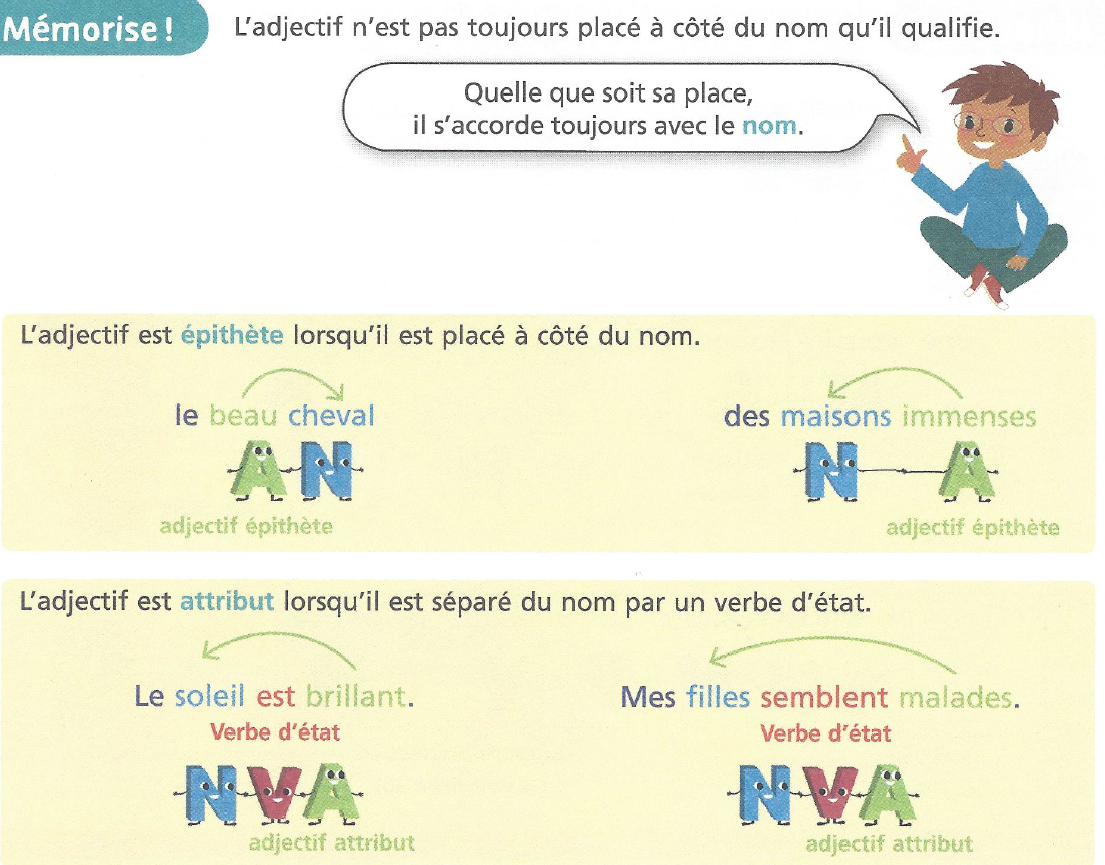 Mémorise !
L'adjectif n'est pas toujours placé à côté du nom qu'il qualifie.
Quelle que soit sa place,
il s'accorde toujours avec le nom.
L'adjectif est épithète lorsqu'il est placé à côté du nom.
le beau cheval
A N
adjectif épithète
des maisons immenses
N A
adjectif épithète
L'adjectif est attribut lorsqu'il est séparé du nom par un verbe d'état.
Le soleil est brillant.
Verbe d'état
N V A
adjectif attribut
Mes filles semblent malades.
Verbe d'état
N V A
adjectif attribut